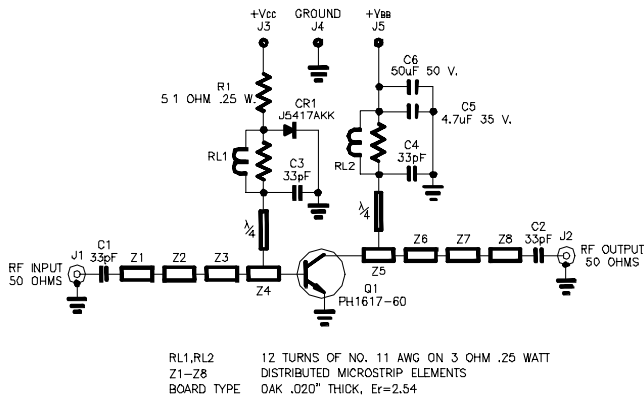 +Vcc GROUND +VBB
J3 J4 J5
R1
5 1 OHM .25 W.
CR1
J5417AKK
C6
50uF 50 V.
C5
4.7uF 35 V.
RL1
C3
33pF
RL2
C4
33pF
λ/4
λ/4
J1
C1
33pF
Z1 Z2 Z3 Z4
RF INPUT
50 OHMS
Q1
PH1617-60
Z5 Z6 Z7 Z8
C2
33pF
J2
RF OUTPUT
50 OHMS
RL1,RL2 12 TURNS OF NO. 11 AWG ON 3 OHM .25 WATT
Z1-Z8 DISTRIBUTED MICROSTRIP ELEMENTS
BOARD TYPE OAK .020" THICK, Er=2.54